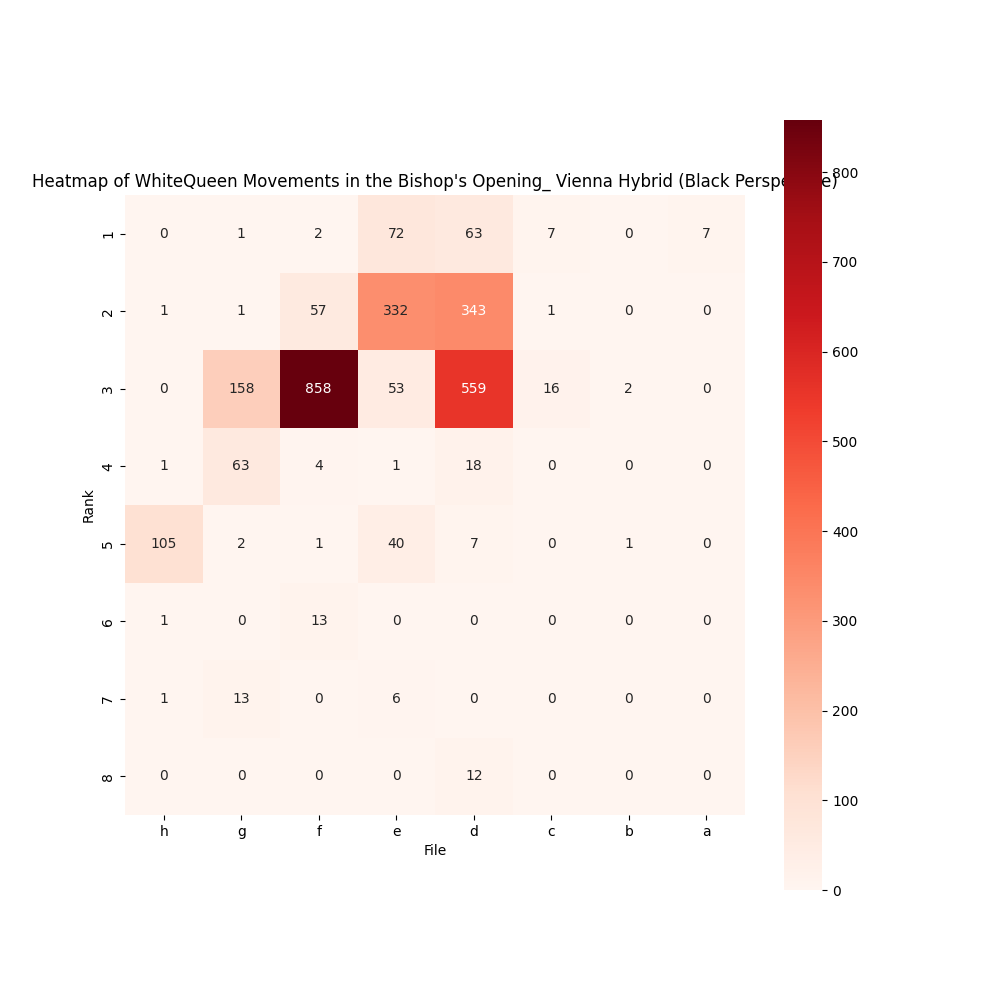 Heatmap of WhiteQueen Movements in the Bishop's Opening_ Vienna Hybrid (Black Perspective)
1 0 1 2 72 63 7 0 7
2 1 1 57 332 343 1 0 0
3 0 158 858 53 559 16 2 0
4 1 63 4 1 18 0 0 0
5 105 2 1 40 7 0 1 0
6 1 0 13 0 0 0 0 0
7 1 13 0 6 0 0 0 0
8 0 0 0 0 12 0 0 0
h g f e d c b a
Rank
File
800
700
600
500
400
300
200
100
0